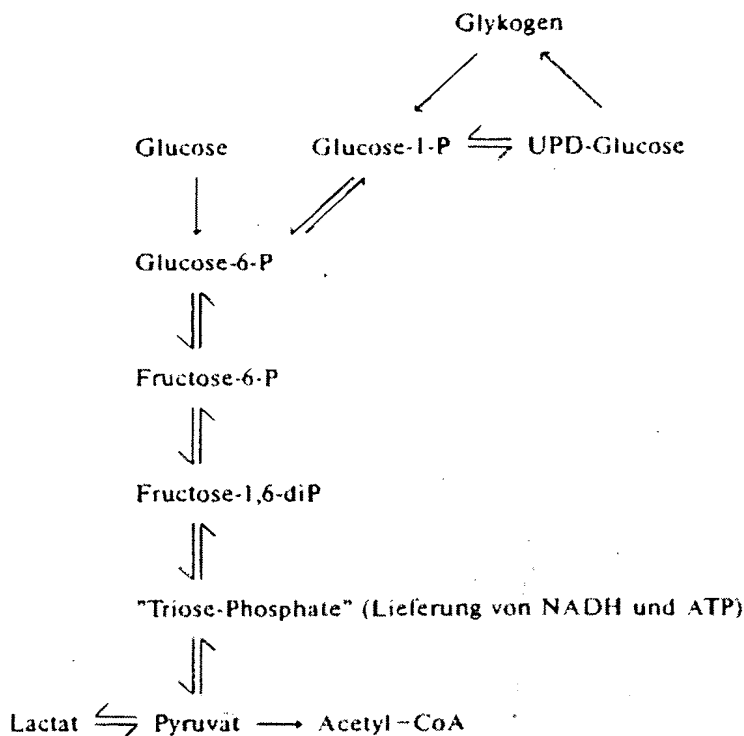 Glykogen
Glucose Glucose-1-P UPD-Glucose
Glucose-6-P
Fructose-6-P
Fructose-1,6-diP
"Triose-Phosphate" (Lieferung von NADH und ATP)
Lactat Pyruvat Acetyl-CoA